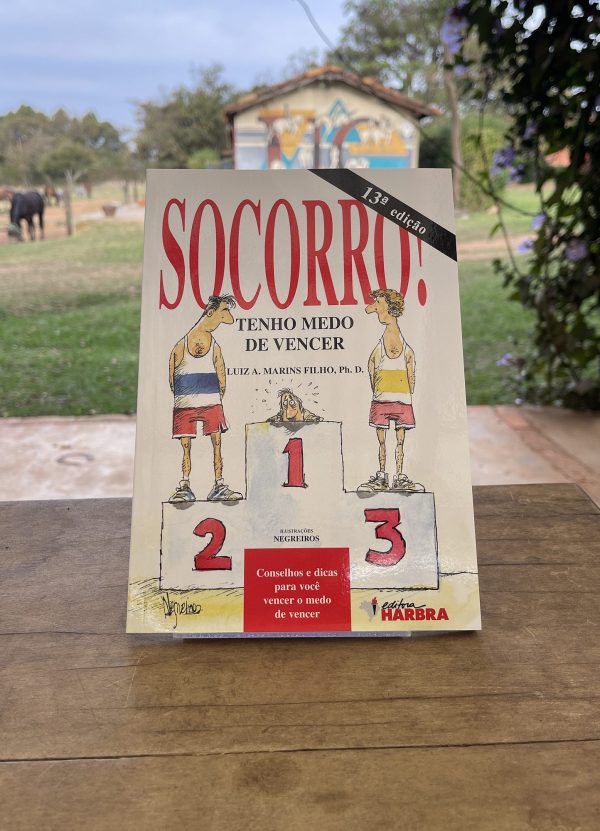 13ª edição
SOCORRO!
TENHO MEDO
DE VENCER
LUIZ A. MARINS FILHO, Ph. D.
1
2
3
ILUSTRAÇÕES
NEGREIROS
Conselhos e dicas
para você
vencer o medo
de vencer
Negreiros
editora
HARBRA